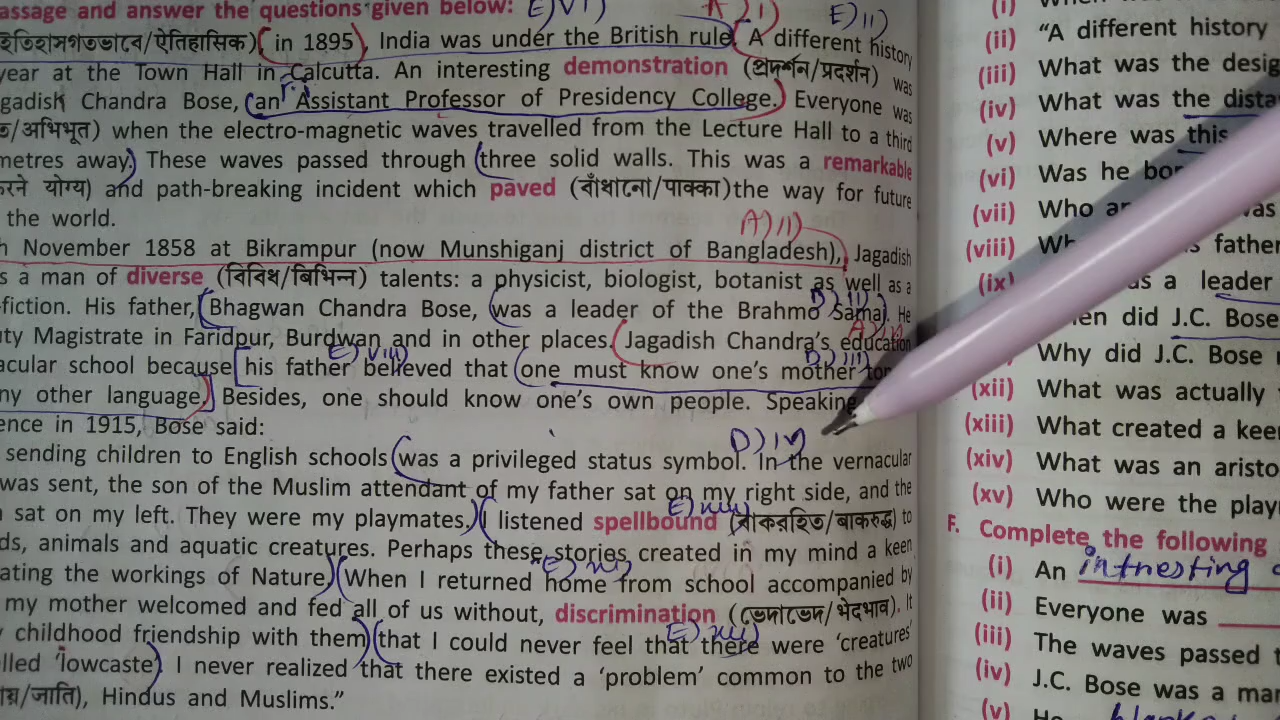 assage and answer the questions given below: E) VI)
(ইতিহাসগতভাবে/ऐतिहासिक) in 1895, India was under the British rule. A) I) A different history E) II)
year at the Town Hall in Calcutta. An interesting demonstration (প্রদর্শন/प्रदर्शन) was
gadish Chandra Bose, an Assistant Professor of Presidency College. Everyone was
/अभिभूत) when the electro-magnetic waves travelled from the Lecture Hall to a third
metres away. These waves passed through three solid walls. This was a remarkable
करने योग्य) and path-breaking incident which paved (বাঁধানো/पाक्का) the way for future
the world.
A) II)
h November 1858 at Bikrampur (now Munshiganj district of Bangladesh), Jagadish
s a man of diverse (বিবিধ/बिभिन्न) talents: a physicist, biologist, botanist as well as a
-fiction. His father, Bhagwan Chandra Bose, was a leader of the Brahmo Samaj. He
uty Magistrate in Faridpur, Burdwan and in other places. Jagadish Chandra's education
acular school because his father believed that one must know one's mother ton
ny other language. Besides, one should know one's own people. Speaking
ence in 1915, Bose said:
D) IV)
sending children to English schools was a privileged status symbol. In the vernacular
was sent, the son of the Muslim attendant of my father sat on my right side, and the
n sat on my left. They were my playmates. I listened spellbound (বাকরহিত/बाकरुद्ध) to
ds, animals and aquatic creatures. Perhaps these stories created in my mind a keen
ating the workings of Nature. When I returned home from school accompanied by
my mother welcomed and fed all of us without, discrimination (ভেদাভেদ/भेदभाव). It
y childhood friendship with them that I could never feel that there were 'creatures'
lled 'lowcaste'. I never realized that there existed a 'problem' common to the two
/जाति), Hindus and Muslims."
(i)
(ii) "A different history
(iii) What was the desig
(iv) What was the dista
(v) Where was this
(vi) Was he bor
(vii) Who was
(viii) father
(ix) as a leader
en did J.C. Bose
Why did J.C. Bose
(xii) What was actually
(xiii) What created a keen
(xiv) What was an aristo
(xv) Who were the play
F. Complete the following
(i) An intresting
(ii) Everyone was
(iii) The waves passed t
(iv) J.C. Bose was a man
(v) He